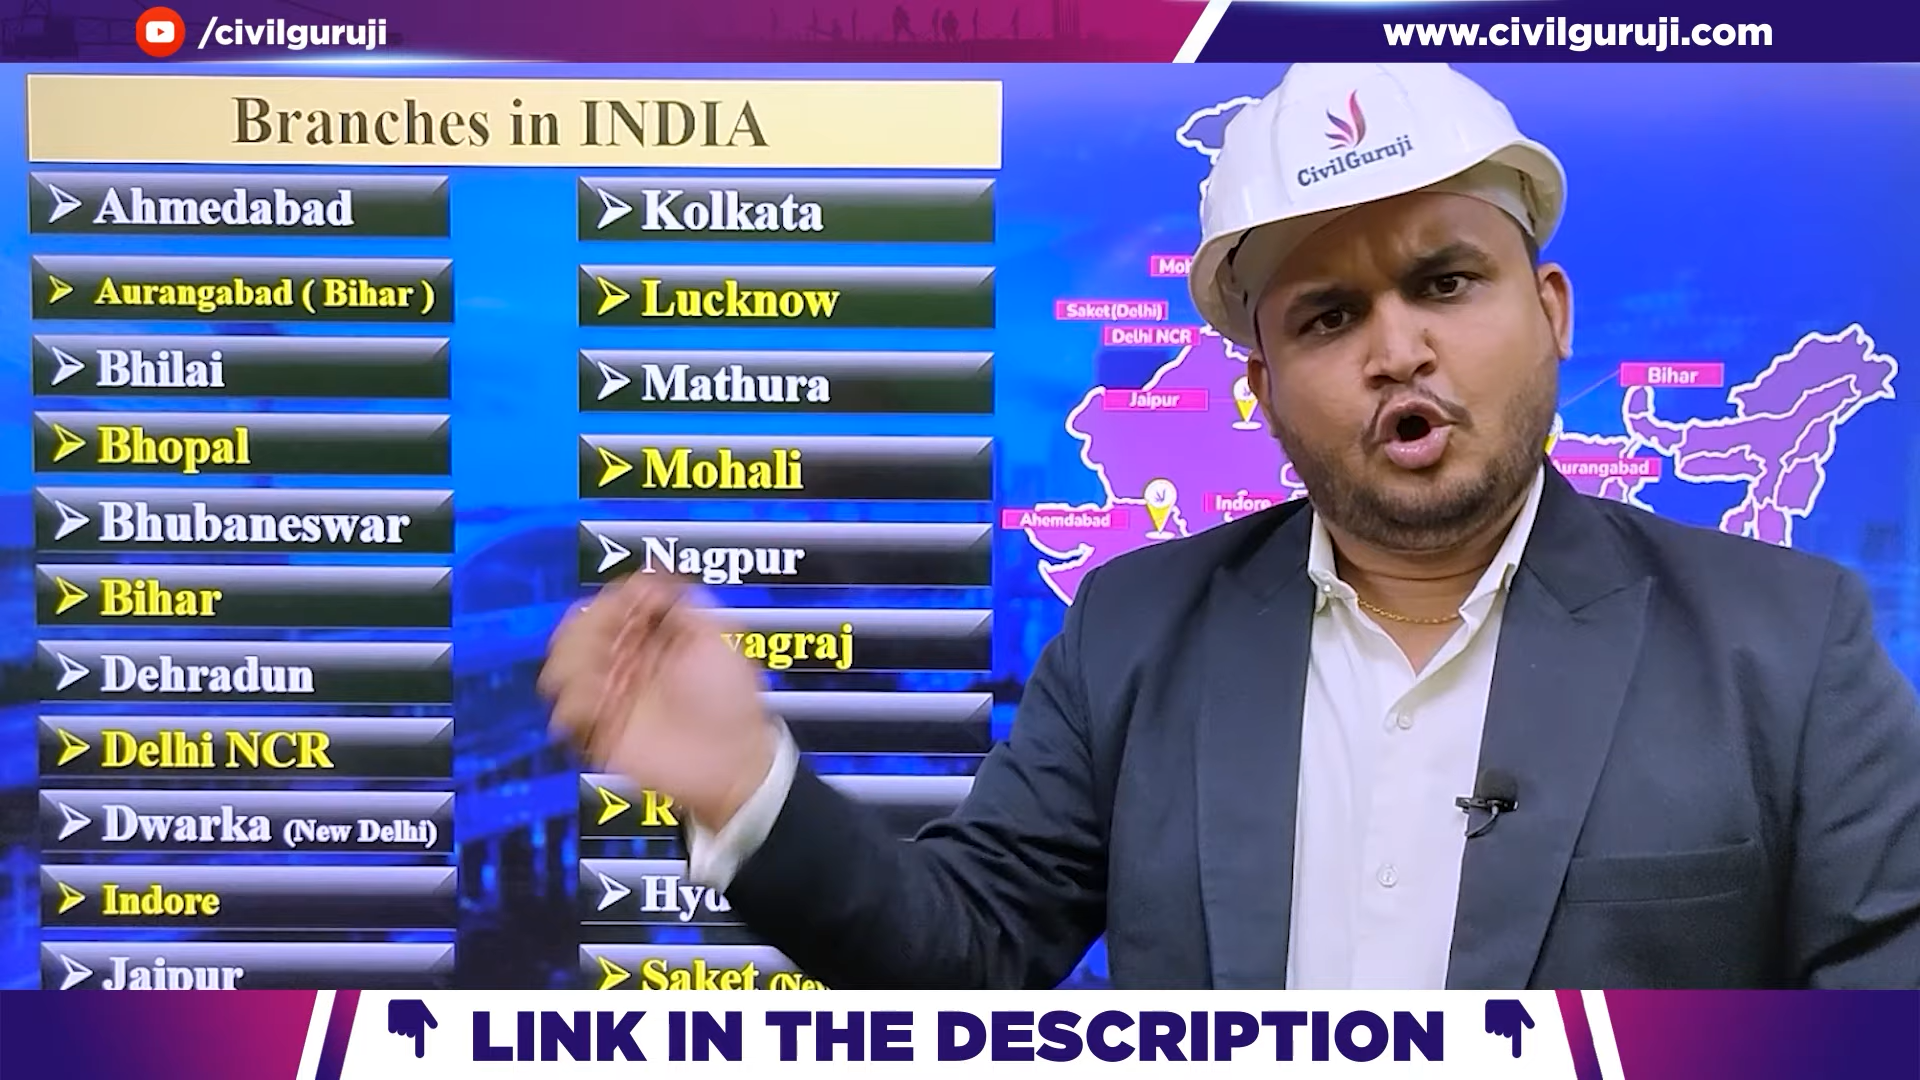 /civilguruji
www.civilguruji.com
Branches in INDIA
Ahmedabad
Aurangabad ( Bihar )
Bhilai
Bhopal
Bhubaneswar
Bihar
Dehradun
Delhi NCR
Dwarka (New Delhi)
Indore
Jaipur
Kolkata
Lucknow
Mathura
Mohali
Nagpur
Saket
CivilGuruji
Saket(Delhi)
Delhi NCR
Jaipur
Ahemdabad
Indore
Bihar
Aurangabad
LINK IN THE DESCRIPTION